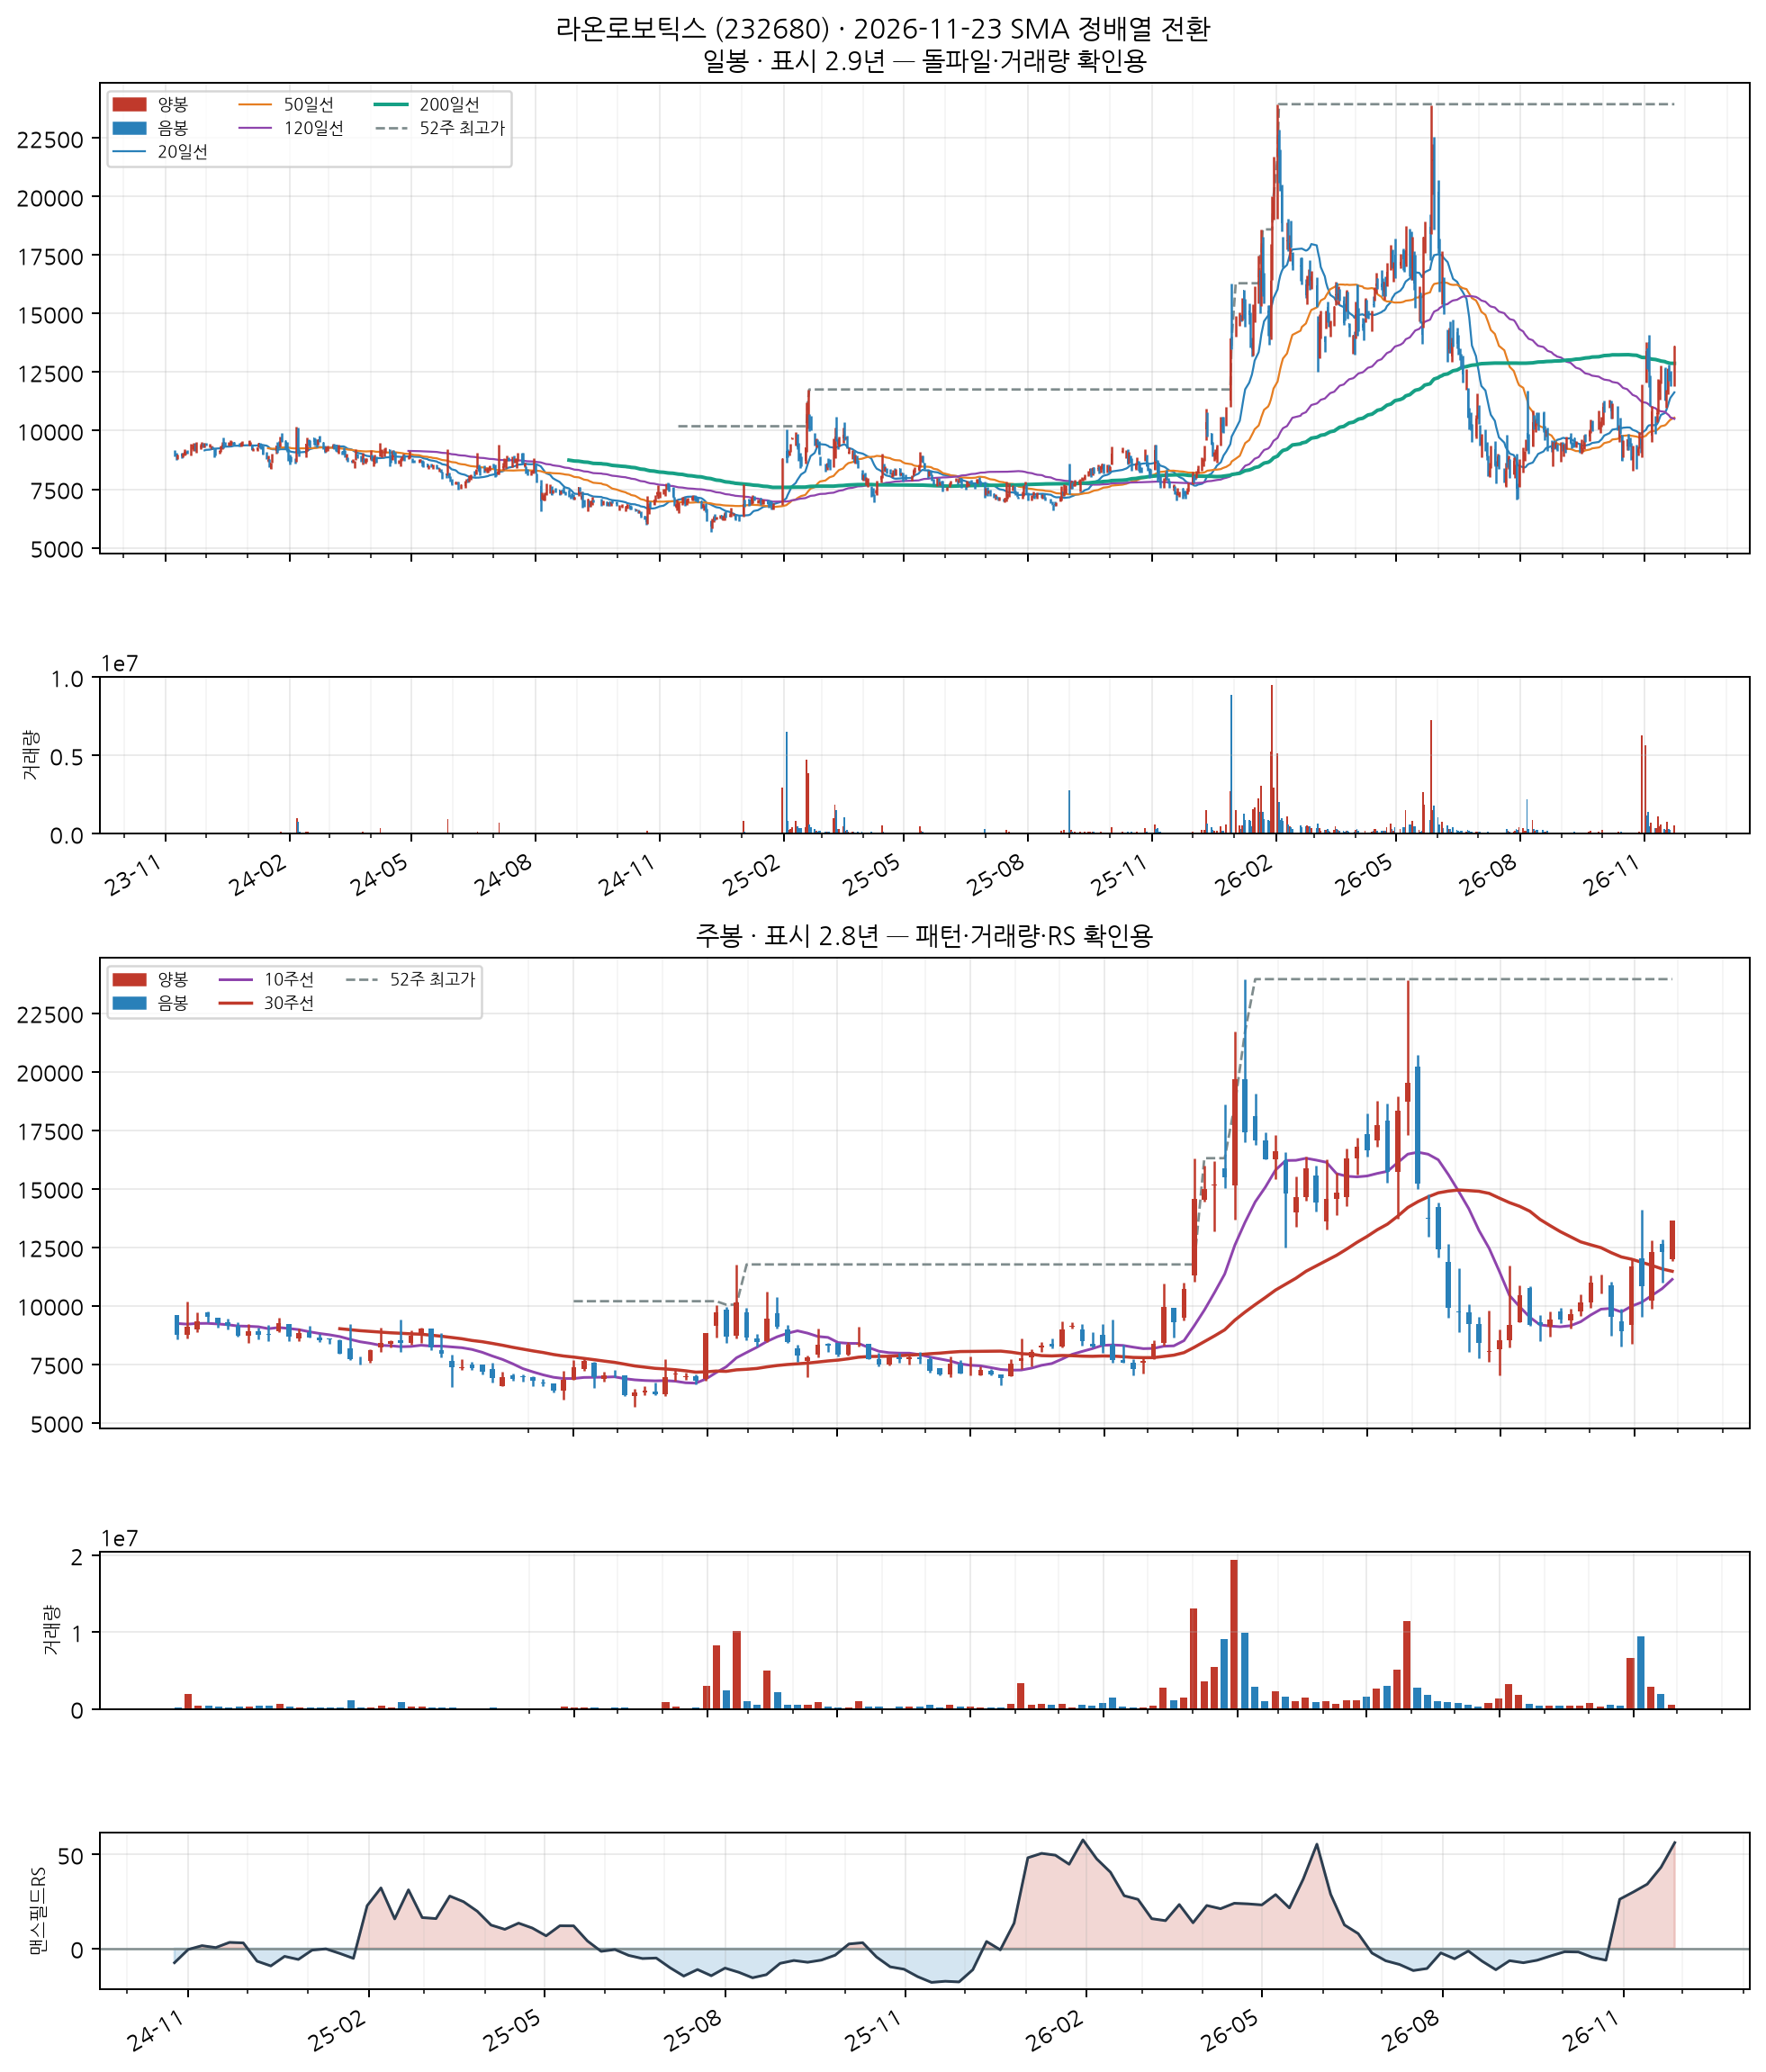 라온로보틱스 (232680) · 2026-11-23 SMA 정배열 전환
일봉 · 표시 2.9년 — 돌파일·거래량 확인용
양봉
음봉
20일선
50일선
120일선
200일선
52주 최고가
22500
20000
17500
15000
12500
10000
7500
5000
1e7
1.0
0.5
0.0
거래량
23-11
24-02
24-05
24-08
24-11
25-02
25-05
25-08
25-11
26-02
26-05
26-08
26-11
주봉 · 표시 2.8년 — 패턴·거래량·RS 확인용
양봉
음봉
10주선
30주선
52주 최고가
22500
20000
17500
15000
12500
10000
7500
5000
1e7
2
1
0
거래량
50
0
맨스필드RS
24-11
25-02
25-05
25-08
25-11
26-02
26-05
26-08
26-11